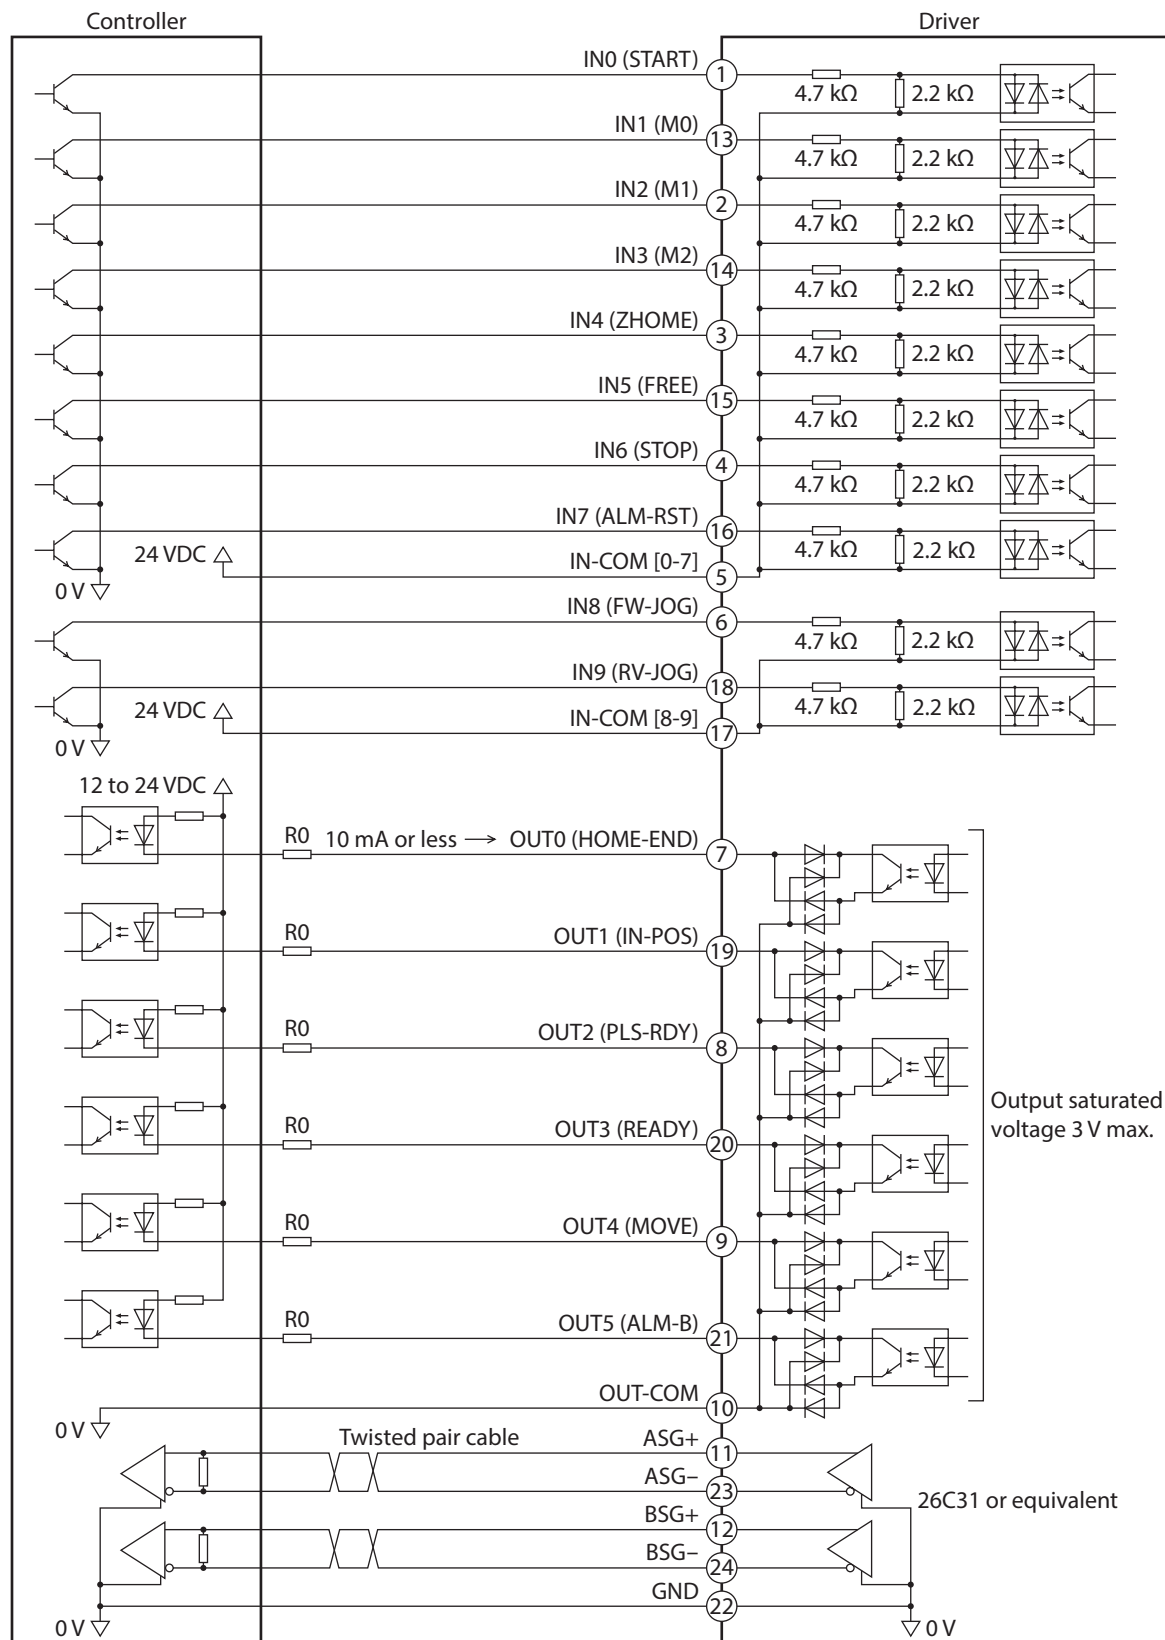 Controller
Driver
IN0 (START)
1
4.7 kΩ
2.2 kΩ
IN1 (M0)
13
4.7 kΩ
2.2 kΩ
IN2 (M1)
2
4.7 kΩ
2.2 kΩ
IN3 (M2)
14
4.7 kΩ
2.2 kΩ
IN4 (ZHOME)
3
4.7 kΩ
2.2 kΩ
IN5 (FREE)
15
4.7 kΩ
2.2 kΩ
IN6 (STOP)
4
4.7 kΩ
2.2 kΩ
IN7 (ALM-RST)
16
4.7 kΩ
2.2 kΩ
24 VDC
IN-COM [0-7]
5
0 V
IN8 (FW-JOG)
6
4.7 kΩ
2.2 kΩ
IN9 (RV-JOG)
18
4.7 kΩ
2.2 kΩ
24 VDC
IN-COM [8-9]
17
0 V
12 to 24 VDC
R0
10 mA or less →
OUT0 (HOME-END)
7
R0
OUT1 (IN-POS)
19
R0
OUT2 (PLS-RDY)
8
Output saturated
voltage 3 V max.
R0
OUT3 (READY)
20
R0
OUT4 (MOVE)
9
R0
OUT5 (ALM-B)
21
OUT-COM
10
0 V
Twisted pair cable
ASG+
11
ASG–
23
26C31 or equivalent
BSG+
12
BSG–
24
GND
22
0 V
0 V